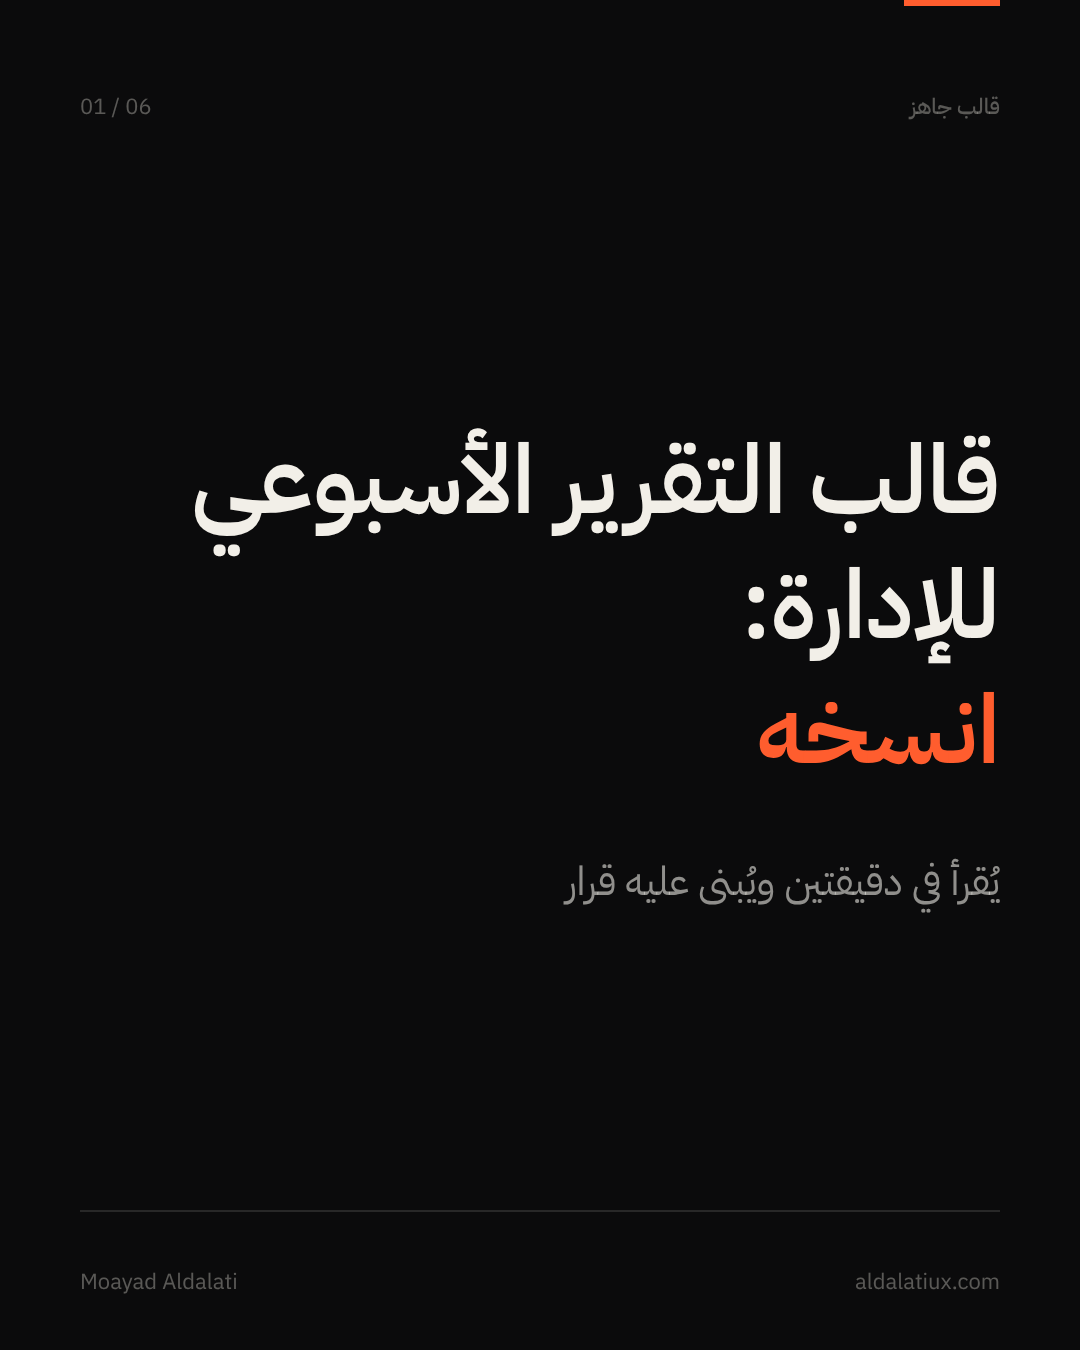 قالب جاهز
01 / 06
قالب التقرير الأسبوعي
للإدارة:
انسخه
يُقرأ في دقيقتين ويُبنى عليه قرار
Moayad Aldalati
aldalatiux.com